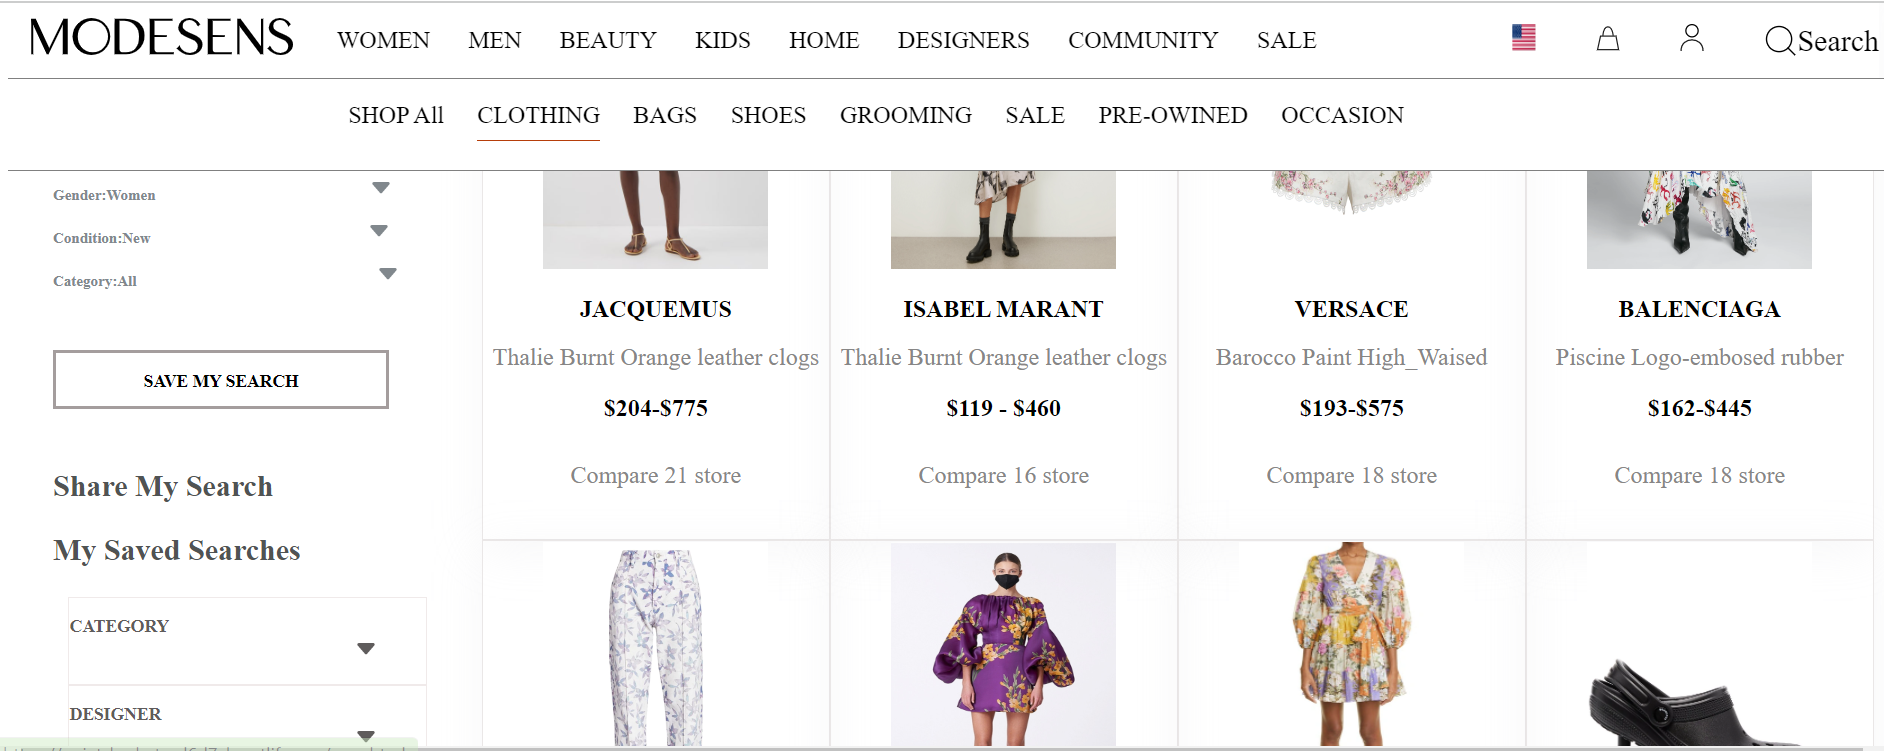 MODESENS WOMEN MEN BEAUTY KIDS HOME DESIGNERS COMMUNITY SALE Search
SHOP All CLOTHING BAGS SHOES GROOMING SALE PRE-OWINED OCCASION
Gender:Women
Condition:New
Category:All
SAVE MY SEARCH
Share My Search
My Saved Searches
CATEGORY
DESIGNER
JACQUEMUS
Thalie Burnt Orange leather clogs
$204-$775
Compare 21 store
ISABEL MARANT
Thalie Burnt Orange leather clogs
$119 - $460
Compare 16 store
VERSACE
Barocco Paint High_Waised
$193-$575
Compare 18 store
BALENCIAGA
Piscine Logo-embosed rubber
$162-$445
Compare 18 store